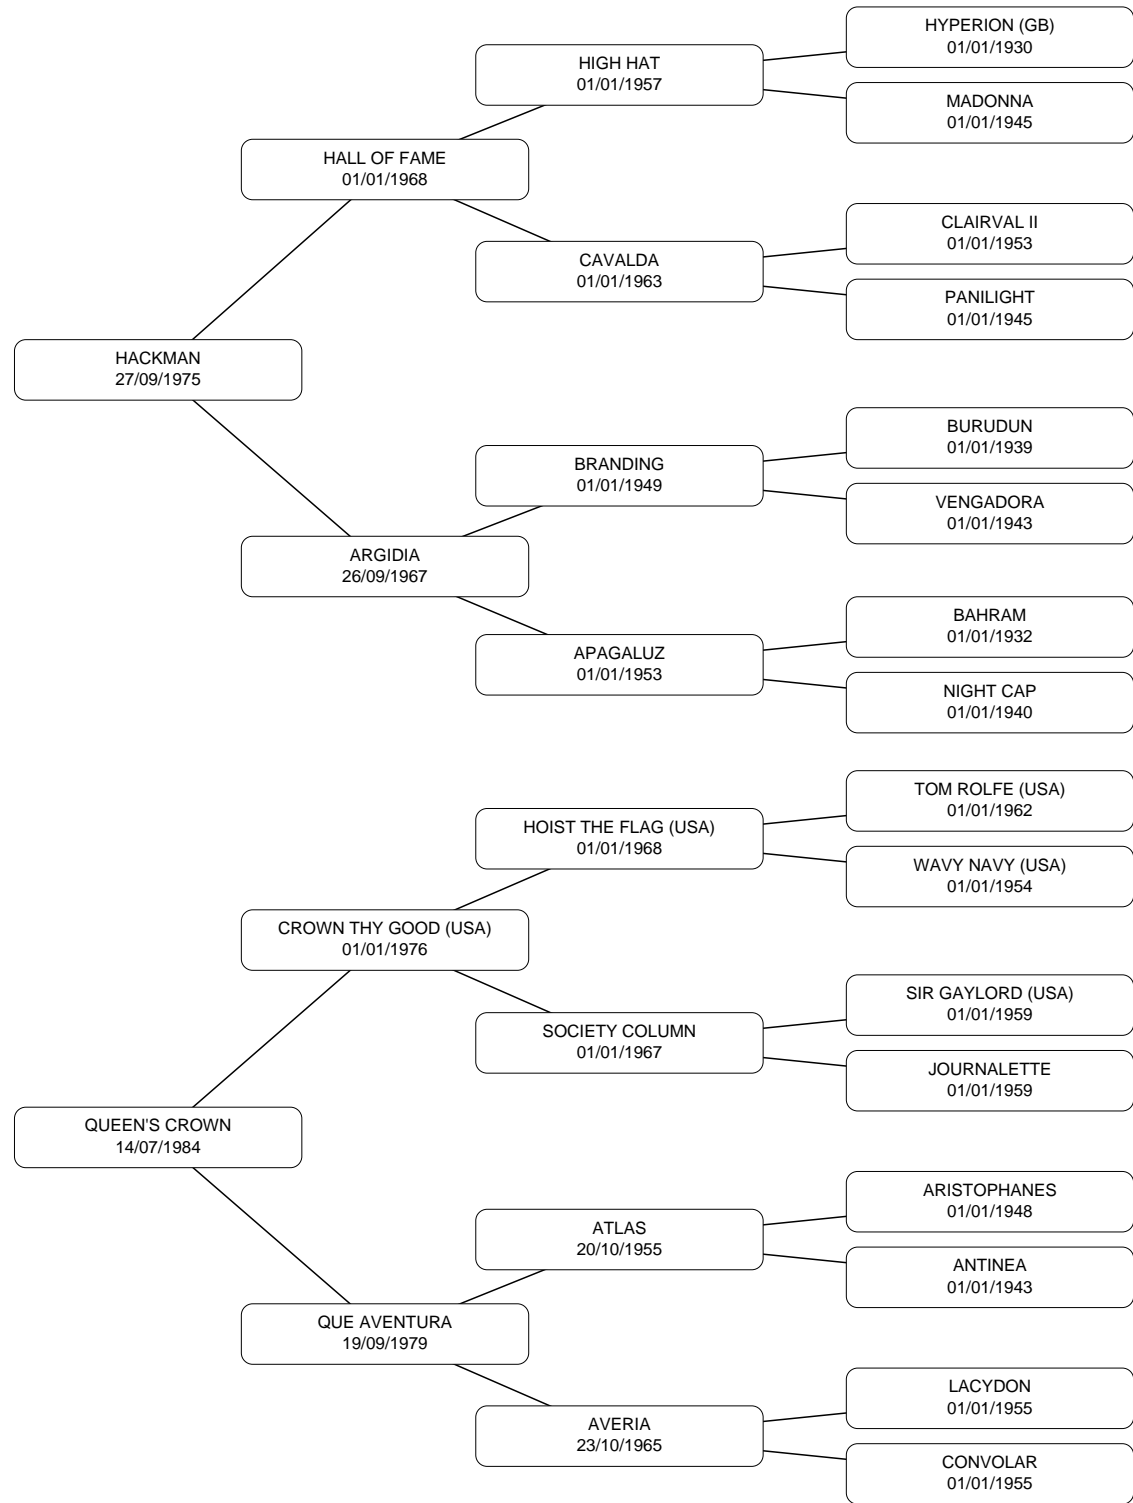 HYPERION (GB)
01/01/1930
HIGH HAT
01/01/1957
MADONNA
01/01/1945
HALL OF FAME
01/01/1968
CLAIRVAL II
01/01/1953
CAVALDA
01/01/1963
PANILIGHT
01/01/1945
HACKMAN
27/09/1975
BURUDUN
01/01/1939
BRANDING
01/01/1949
VENGADORA
01/01/1943
ARGIDIA
26/09/1967
BAHRAM
01/01/1932
APAGALUZ
01/01/1953
NIGHT CAP
01/01/1940
TOM ROLFE (USA)
01/01/1962
HOIST THE FLAG (USA)
01/01/1968
WAVY NAVY (USA)
01/01/1954
CROWN THY GOOD (USA)
01/01/1976
SIR GAYLORD (USA)
01/01/1959
SOCIETY COLUMN
01/01/1967
JOURNALETTE
01/01/1959
QUEEN'S CROWN
14/07/1984
ARISTOPHANES
01/01/1948
ATLAS
20/10/1955
ANTINEA
01/01/1943
QUE AVENTURA
19/09/1979
LACYDON
01/01/1955
AVERIA
23/10/1965
CONVOLAR
01/01/1955